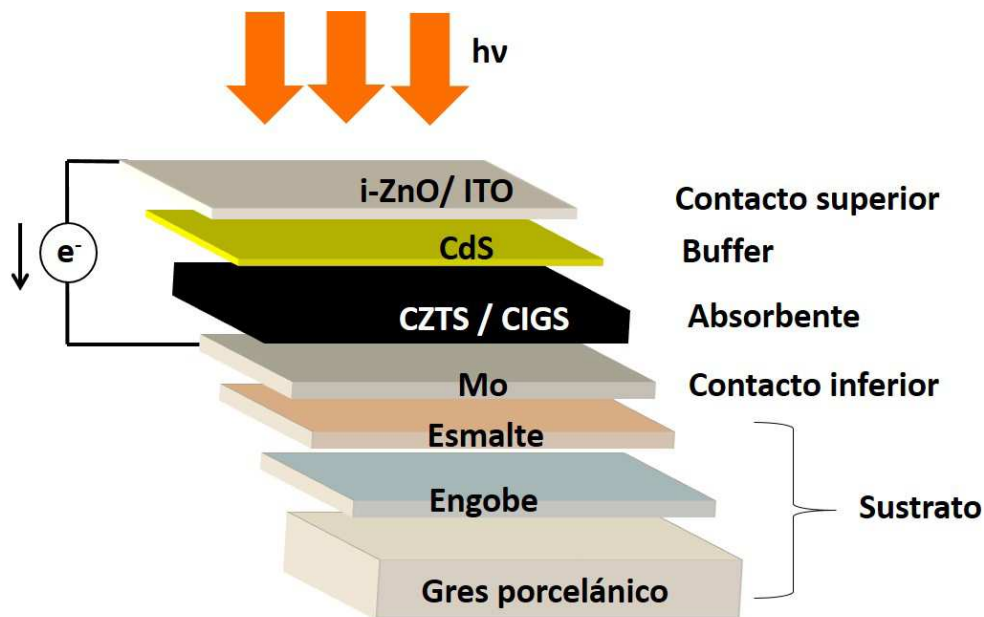 hν
i-ZnO/ ITO
Contacto superior
e-
CdS
Buffer
CZTS / CIGS
Absorbente
Mo
Contacto inferior
Esmalte
Engobe
Sustrato
Gres porcelánico